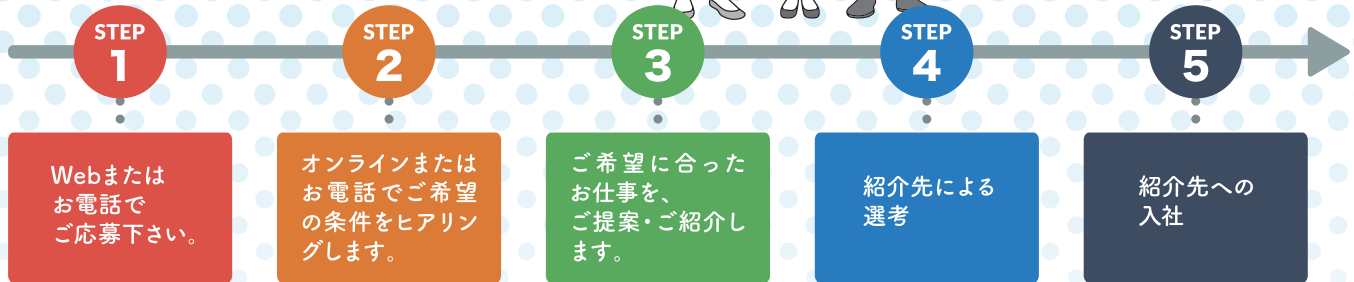 STEP
1
Webまたは
お電話で
ご応募下さい。
STEP
2
オンラインまたは
お電話でご希望
の条件をヒアリン
グします。
STEP
3
ご希望に合った
お仕事を、
ご提案・ご紹介し
ます。
STEP
4
紹介先による
選考
STEP
5
紹介先への
入社